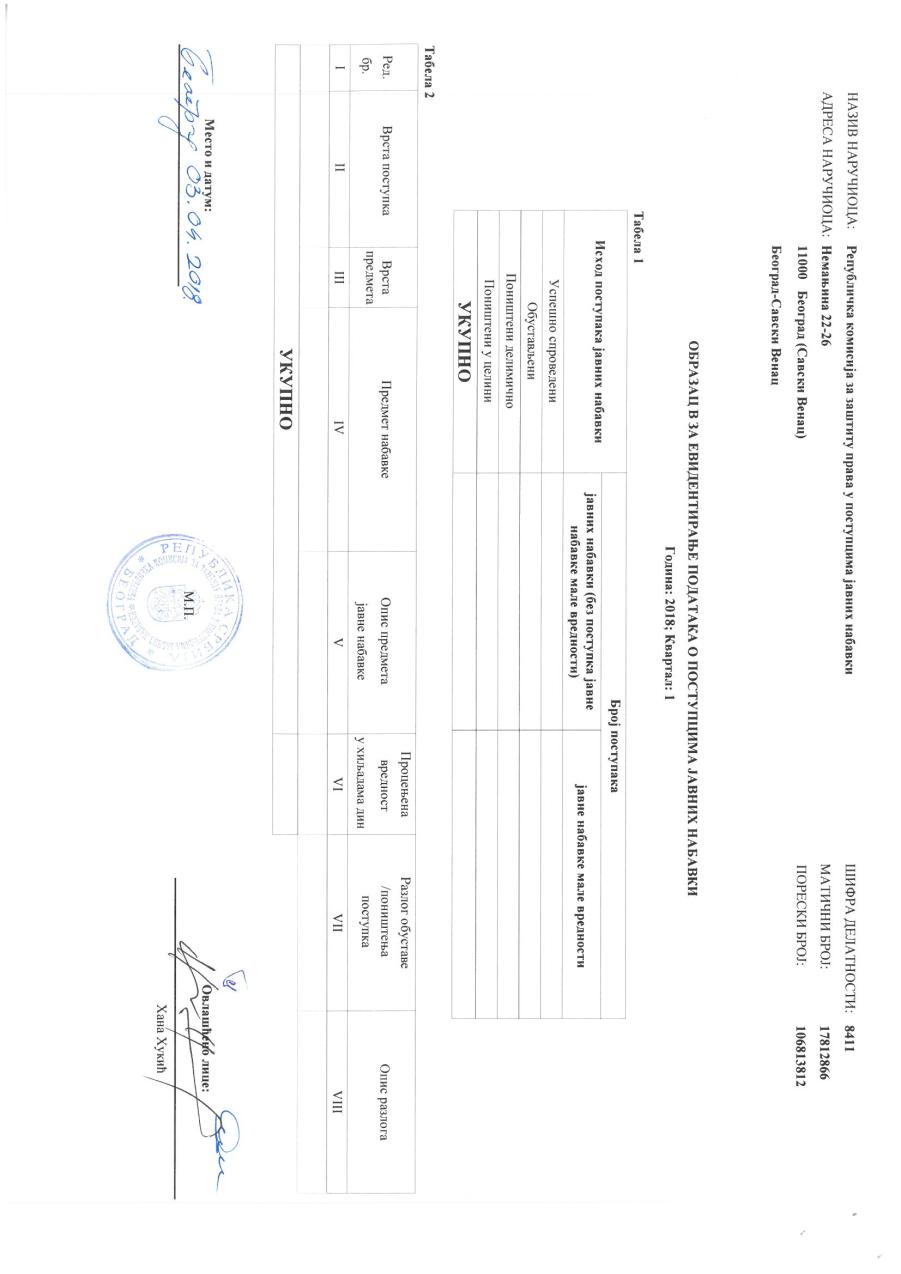 НАЗИВ НАРУЧИОЦА: Републичка комисија за заштиту права у поступцима јавних набавки
АДРЕСА НАРУЧИОЦА: Немањина 22-26
11000 Београд (Савски Венац)
Београд-Савски Венац
ШИФРА ДЕЛАТНОСТИ: 8411
МАТИЧНИ БРОЈ: 17812866
ПОРЕСКИ БРОЈ: 106813812
ОБРАЗАЦ В ЗА ЕВИДЕНТИРАЊЕ ПОДАТАКА О ПОСТУПЦИМА ЈАВНИХ НАБАВКИ
Година: 2018; Квартал: 1
Табела 1
Исход поступака јавних набавки
Број поступака
јавних набавки (без поступка јавне
набавке мале вредности)
јавне набавке мале вредности
Успешно спроведени
Обустављени
Поништени делимично
Поништени у целини
УКУПНО
Табела 2
Ред.
бр.
Врста поступка
Врста
предмета
Предмет набавке
Опис предмета
јавне набавке
Процењена
вредност
у хиљадама дин
Разлог обуставе
/поништења
поступка
Опис разлога
I II III IV V VI VII VIII
УКУПНО
Место и датум:
Београд 03.04.2018.
М.П.
РЕПУБЛИКА СРБИЈА
БЕОГРАД
Овлашћено лице:
Хана Хукић